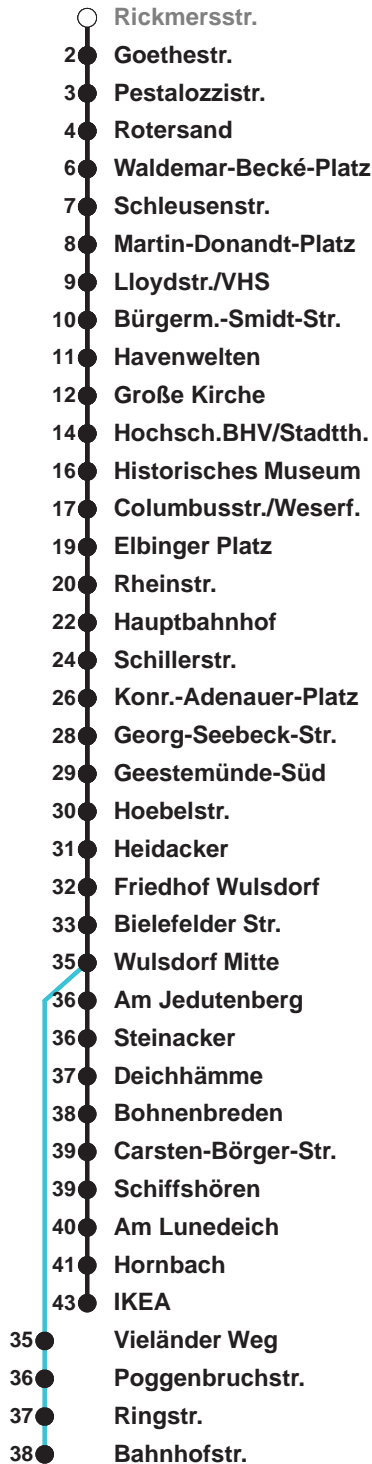 Rickmersstr.
2 Goethestr.
3 Pestalozzistr.
4 Rotersand
6 Waldemar-Becké-Platz
7 Schleusenstr.
8 Martin-Donandt-Platz
9 Lloydstr./VHS
10 Bürgerm.-Smidt-Str.
11 Havenwelten
12 Große Kirche
14 Hochsch.BHV/Stadtth.
16 Historisches Museum
17 Columbusstr./Weserf.
19 Elbinger Platz
20 Rheinstr.
22 Hauptbahnhof
24 Schillerstr.
26 Konr.-Adenauer-Platz
28 Georg-Seebeck-Str.
29 Geestemünde-Süd
30 Hoebelstr.
31 Heidacker
32 Friedhof Wulsdorf
33 Bielefelder Str.
35 Wulsdorf Mitte
36 Am Jedutenberg
36 Steinacker
37 Deichhämme
38 Bohnenbreden
39 Carsten-Börger-Str.
39 Schiffshören
40 Am Lunedeich
41 Hornbach
43 IKEA
35 Vieländer Weg
36 Poggenbruchstr.
37 Ringstr.
38 Bahnhofstr.